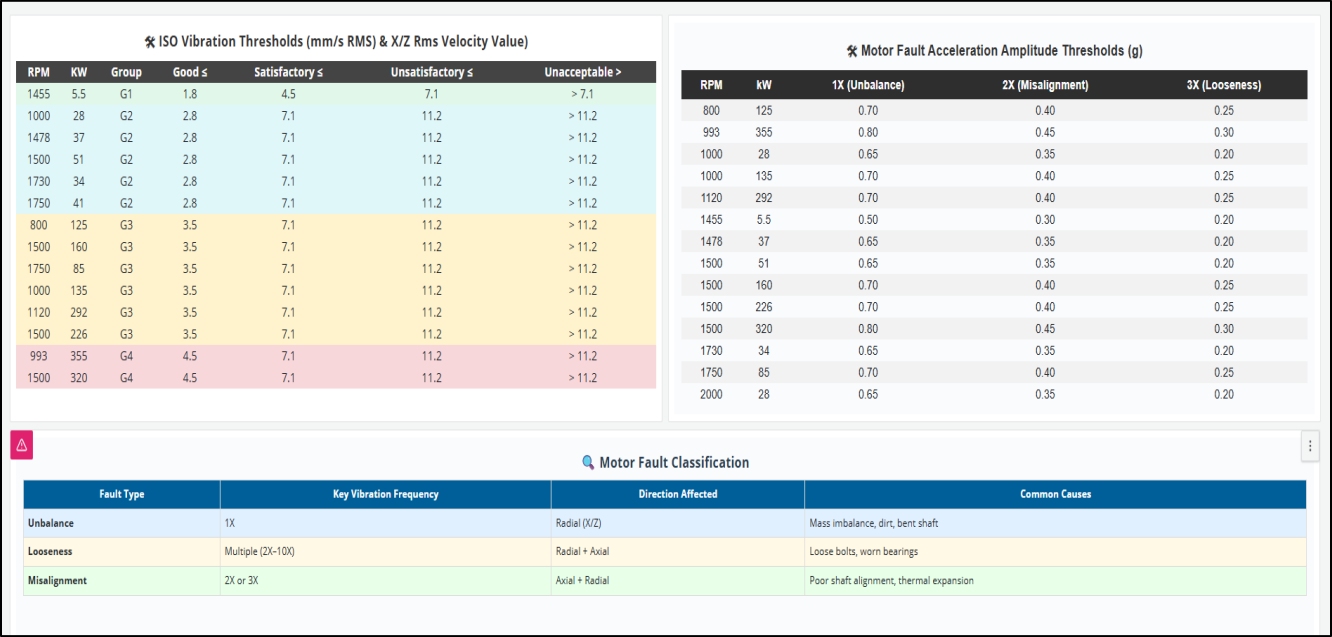 🛠 ISO Vibration Thresholds (mm/s RMS) & X/Z Rms Velocity Value)
RPM KW Group Good ≤ Satisfactory ≤ Unsatisfactory ≤ Unacceptable >
1455 5.5 G1 1.8 4.5 7.1 > 7.1
1000 28 G2 2.8 7.1 11.2 > 11.2
1478 37 G2 2.8 7.1 11.2 > 11.2
1500 51 G2 2.8 7.1 11.2 > 11.2
1730 34 G2 2.8 7.1 11.2 > 11.2
1750 41 G2 2.8 7.1 11.2 > 11.2
800 125 G3 3.5 7.1 11.2 > 11.2
1500 160 G3 3.5 7.1 11.2 > 11.2
1750 85 G3 3.5 7.1 11.2 > 11.2
1000 135 G3 3.5 7.1 11.2 > 11.2
1120 292 G3 3.5 7.1 11.2 > 11.2
1500 226 G3 3.5 7.1 11.2 > 11.2
993 355 G4 4.5 7.1 11.2 > 11.2
1500 320 G4 4.5 7.1 11.2 > 11.2
🛠 Motor Fault Acceleration Amplitude Thresholds (g)
RPM kW 1X (Unbalance) 2X (Misalignment) 3X (Looseness)
800 125 0.70 0.40 0.25
993 355 0.80 0.45 0.30
1000 28 0.65 0.35 0.20
1000 135 0.70 0.40 0.25
1120 292 0.70 0.40 0.25
1455 5.5 0.50 0.30 0.20
1478 37 0.65 0.35 0.20
1500 51 0.65 0.35 0.20
1500 160 0.70 0.40 0.25
1500 226 0.70 0.40 0.25
1500 320 0.80 0.45 0.30
1730 34 0.65 0.35 0.20
1750 85 0.70 0.40 0.25
2000 28 0.65 0.35 0.20
🔍 Motor Fault Classification
Fault Type Key Vibration Frequency Direction Affected Common Causes
Unbalance 1X Radial (X/Z) Mass imbalance, dirt, bent shaft
Looseness Multiple (2X–10X) Radial + Axial Loose bolts, worn bearings
Misalignment 2X or 3X Axial + Radial Poor shaft alignment, thermal expansion